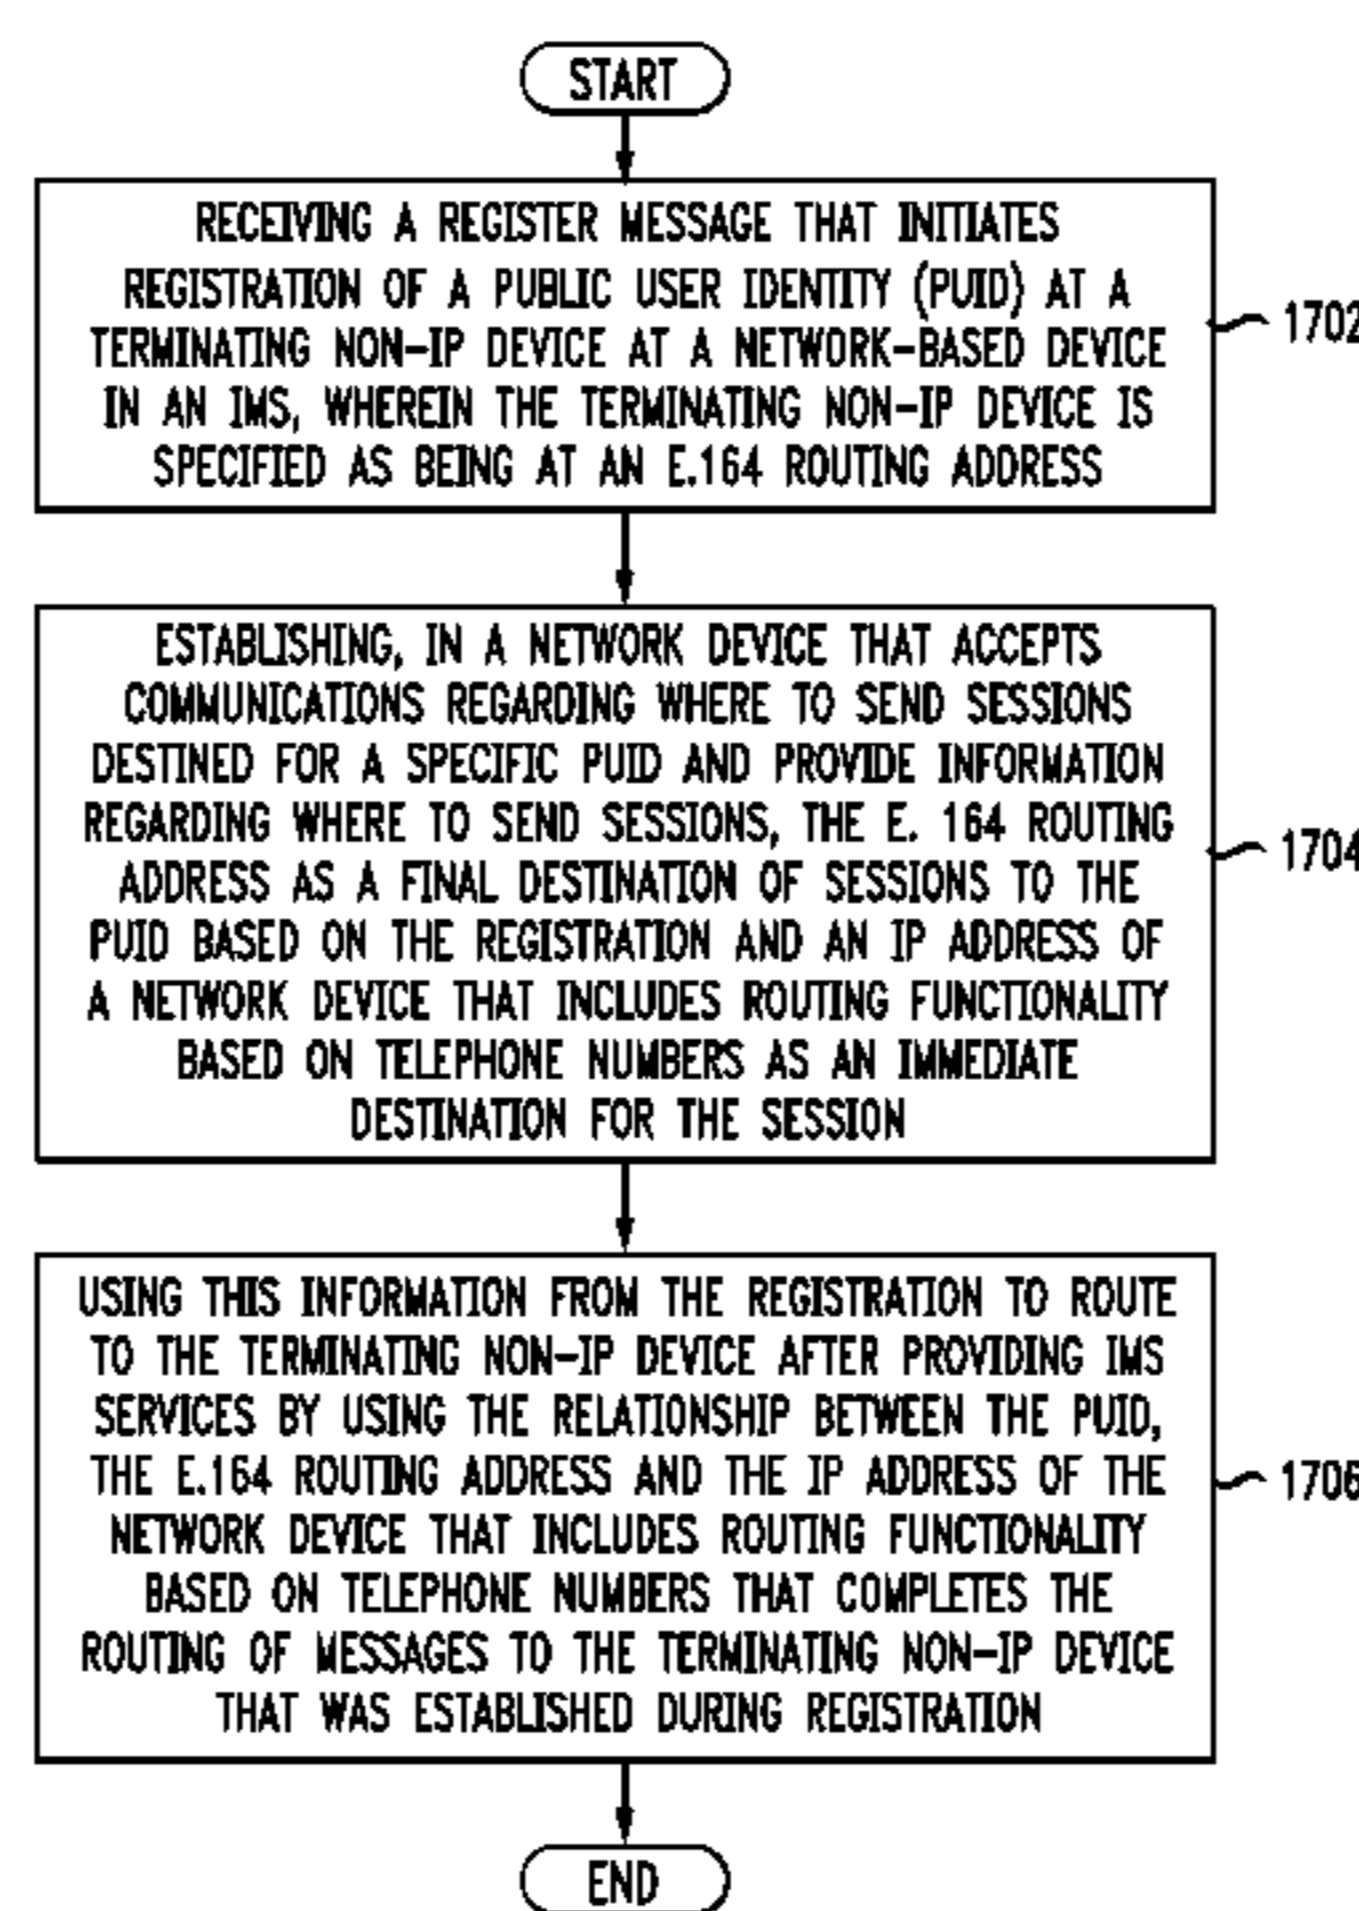 START
RECEIVING A REGISTER MESSAGE THAT INITIATES
REGISTRATION OF A PUBLIC USER IDENTITY (PUID) AT A
TERMINATING NON-IP DEVICE AT A NETWORK-BASED DEVICE
IN AN IMS, WHEREIN THE TERMINATING NON-IP DEVICE IS
SPECIFIED AS BEING AT AN E.164 ROUTING ADDRESS
1702
ESTABLISHING, IN A NETWORK DEVICE THAT ACCEPTS
COMMUNICATIONS REGARDING WHERE TO SEND SESSIONS
DESTINED FOR A SPECIFIC PUID AND PROVIDE INFORMATION
REGARDING WHERE TO SEND SESSIONS, THE E. 164 ROUTING
ADDRESS AS A FINAL DESTINATION OF SESSIONS TO THE
PUID BASED ON THE REGISTRATION AND AN IP ADDRESS OF
A NETWORK DEVICE THAT INCLUDES ROUTING FUNCTIONALITY
BASED ON TELEPHONE NUMBERS AS AN IMMEDIATE
DESTINATION FOR THE SESSION
1704
USING THIS INFORMATION FROM THE REGISTRATION TO ROUTE
TO THE TERMINATING NON-IP DEVICE AFTER PROVIDING IMS
SERVICES BY USING THE RELATIONSHIP BETWEEN THE PUID,
THE E.164 ROUTING ADDRESS AND THE IP ADDRESS OF THE
NETWORK DEVICE THAT INCLUDES ROUTING FUNCTIONALITY
BASED ON TELEPHONE NUMBERS THAT COMPLETES THE
ROUTING OF MESSAGES TO THE TERMINATING NON-IP DEVICE
THAT WAS ESTABLISHED DURING REGISTRATION
1706
END